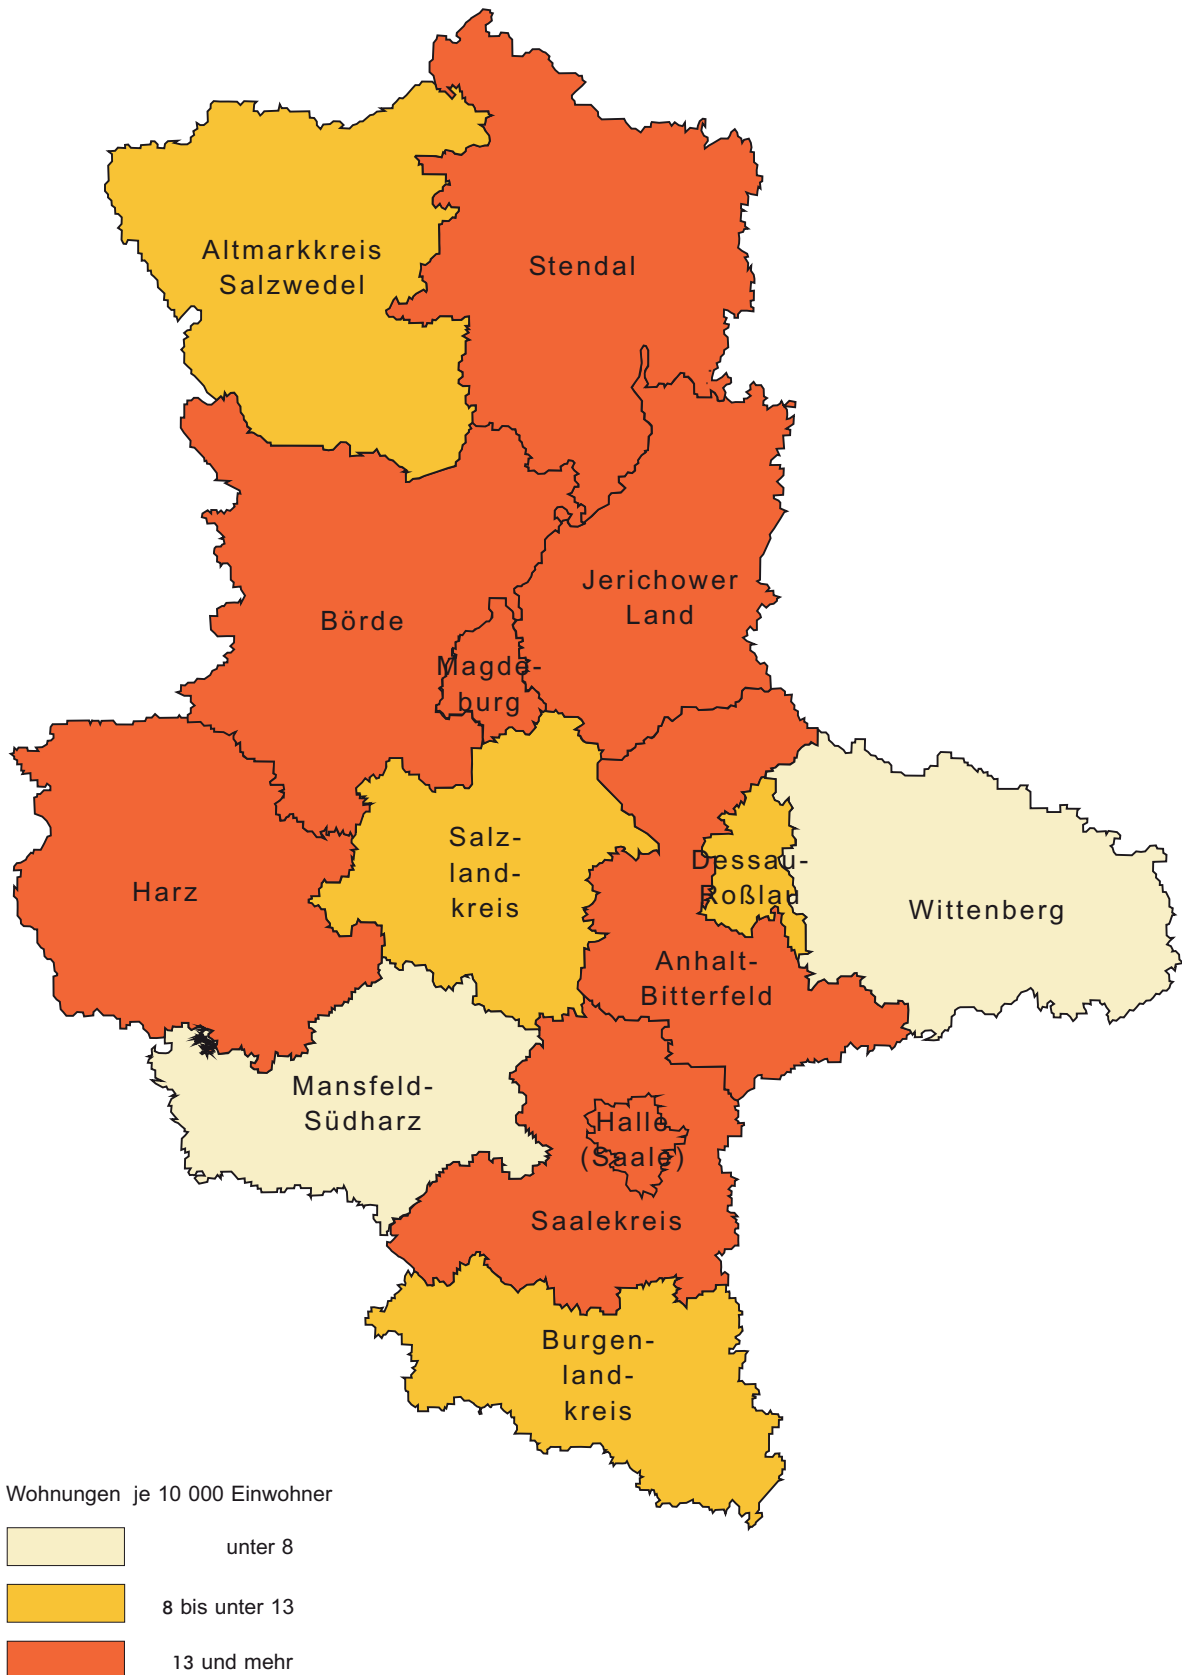 Altmarkkreis
Salzwedel
Stendal
Jerichower
Land
Börde
Magde-
burg
Salz-
land-
kreis
Harz
Dessau-
Roßlau
Wittenberg
Anhalt-
Bitterfeld
Mansfeld-
Südharz
Halle
(Saale)
Saalekreis
Burgen-
land-
kreis
Wohnungen je 10 000 Einwohner
unter 8
8 bis unter 13
13 und mehr